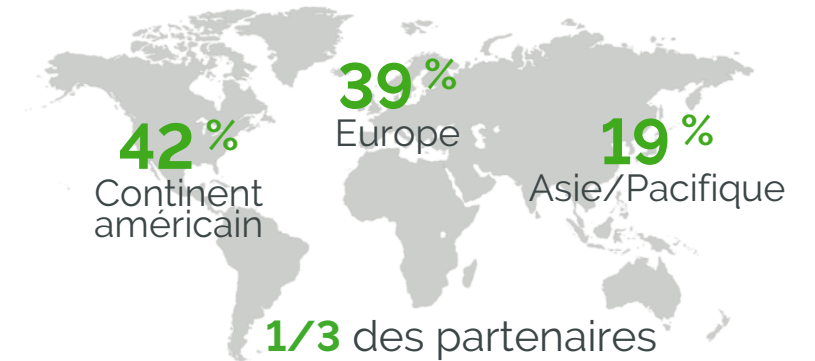 42 %
Continent
américain
39 %
Europe
19 %
Asie/Pacifique
1/3 des partenaires